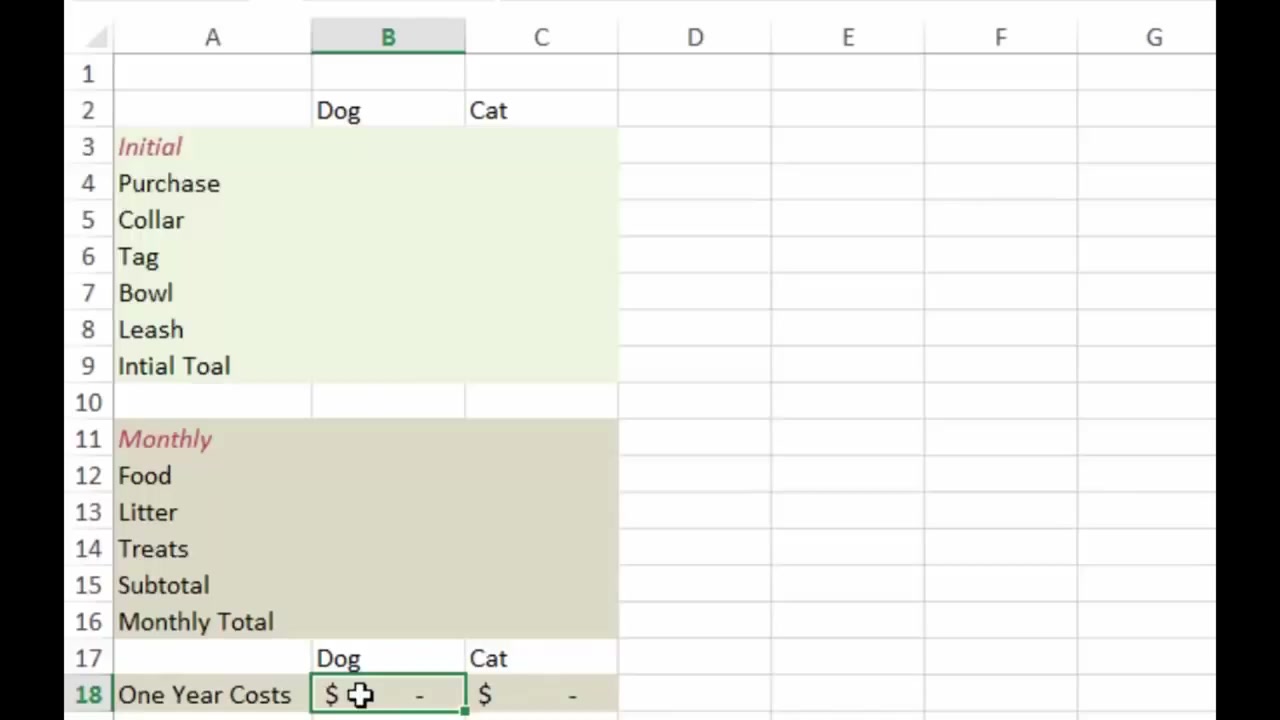 A B C D E F G
1
2 Dog Cat
3 Initial
4 Purchase
5 Collar
6 Tag
7 Bowl
8 Leash
9 Intial Toal
10
11 Monthly
12 Food
13 Litter
14 Treats
15 Subtotal
16 Monthly Total
17 Dog Cat
18 One Year Costs $ - $ -